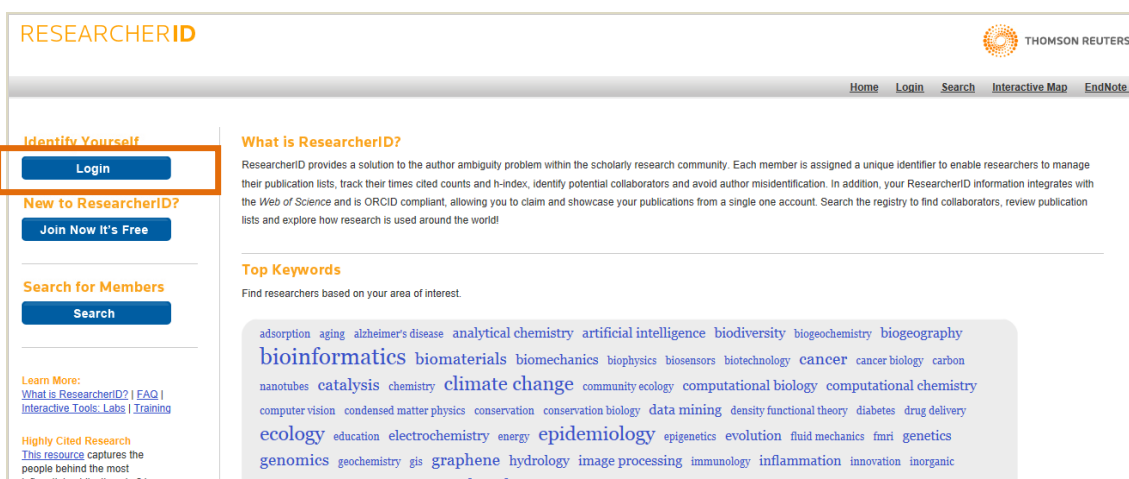 RESEARCHERID
THOMSON REUTERS
Home Login Search Interactive Map EndNote
Identify Yourself
Login
New to ResearcherID?
Join Now It's Free
Search for Members
Search
Learn More:
What is ResearcherID? | FAQ |
Interactive Tools: Labs | Training
Highly Cited Research
This resource captures the
people behind the most
What is ResearcherID?
ResearcherID provides a solution to the author ambiguity problem within the scholarly research community. Each member is assigned a unique identifier to enable researchers to manage
their publication lists, track their times cited counts and h-index, identify potential collaborators and avoid author misidentification. In addition, your ResearcherID information integrates with
the Web of Science and is ORCID compliant, allowing you to claim and showcase your publications from a single one account. Search the registry to find collaborators, review publication
lists and explore how research is used around the world!
Top Keywords
Find researchers based on your area of interest.
adsorption aging alzheimer's disease analytical chemistry artificial intelligence biodiversity biogeochemistry biogeography
bioinformatics biomaterials biomechanics biophysics biosensors biotechnology cancer cancer biology carbon
nanotubes catalysis chemistry climate change community ecology computational biology computational chemistry
computer vision condensed matter physics conservation conservation biology data mining density functional theory diabetes drug delivery
ecology education electrochemistry energy epidemiology epigenetics evolution fluid mechanics fmri genetics
genomics geochemistry gis graphene hydrology image processing immunology inflammation innovation inorganic